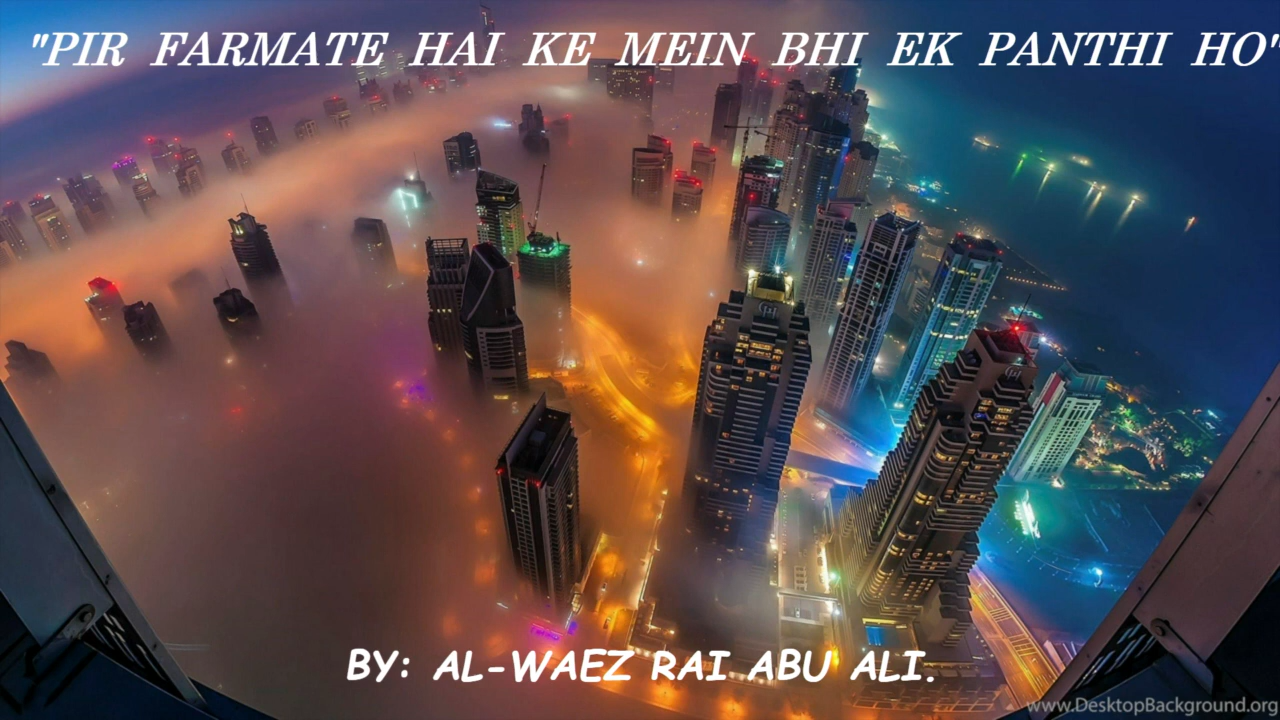 "PIR FARMATE HAI KE MEIN BHI EK PANTHI HO"
BY: AL-WAEZ RAI ABU ALI.
www.DesktopBackground.org